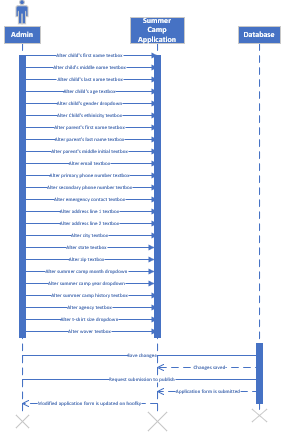 Admin
Summer
Camp
Application
Database
Alter child's first name textbox
Alter child's middle name textbox
Alter child's last name textbox
Alter child's age textbox
Alter child's gender dropdown
Alter Child's ethnicity textbox
Alter parent's first name textbox
Alter parent's last name textbox
Alter parent's middle initial textbox
Alter email textbox
Alter primary phone number textbox
Alter secondary phone number textbox
Alter emergency contact textbox
Alter address line 1 textbox
Alter address line 2 textbox
Alter city textbox
Alter state textbox
Alter zip textbox
Alter summer camp month dropdown
Alter summer camp year dropdown
Alter summer camp history textbox
Alter agency textbox
Alter t-shirt size dropdown
Alter waver textbox
Save changes
Changes saved
Request submission to publish
Application form is submitted
Modified application form is updated on